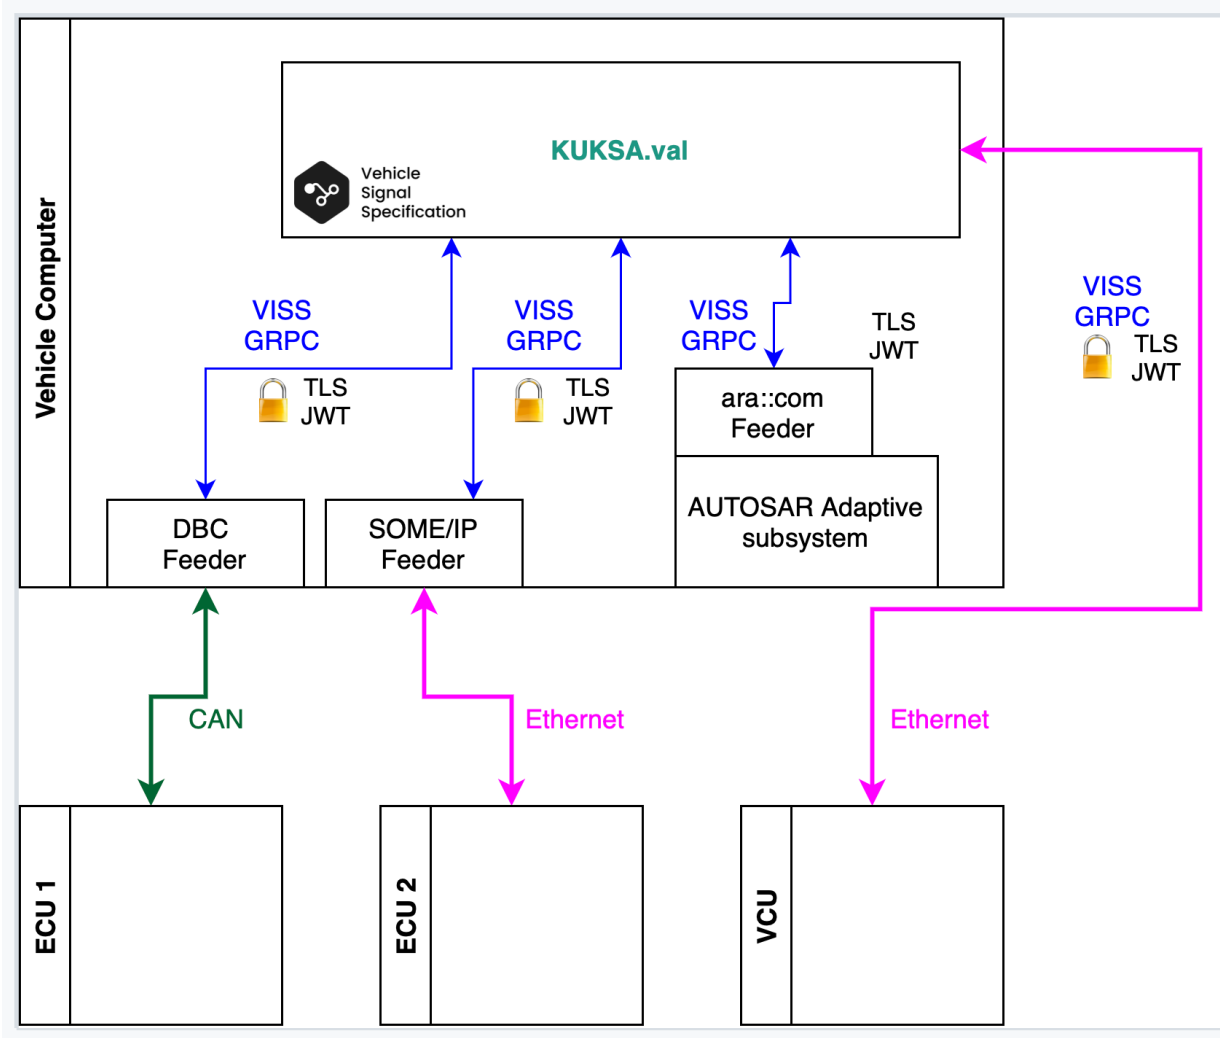 Vehicle Computer
KUKSA.val
Vehicle
Signal
Specification
VISS
GRPC
TLS
JWT
VISS
GRPC
TLS
JWT
VISS
GRPC
TLS
JWT
VISS
GRPC
TLS
JWT
ara::com
Feeder
AUTOSAR Adaptive
subsystem
DBC
Feeder
SOME/IP
Feeder
CAN
Ethernet
Ethernet
ECU 1
ECU 2
VCU